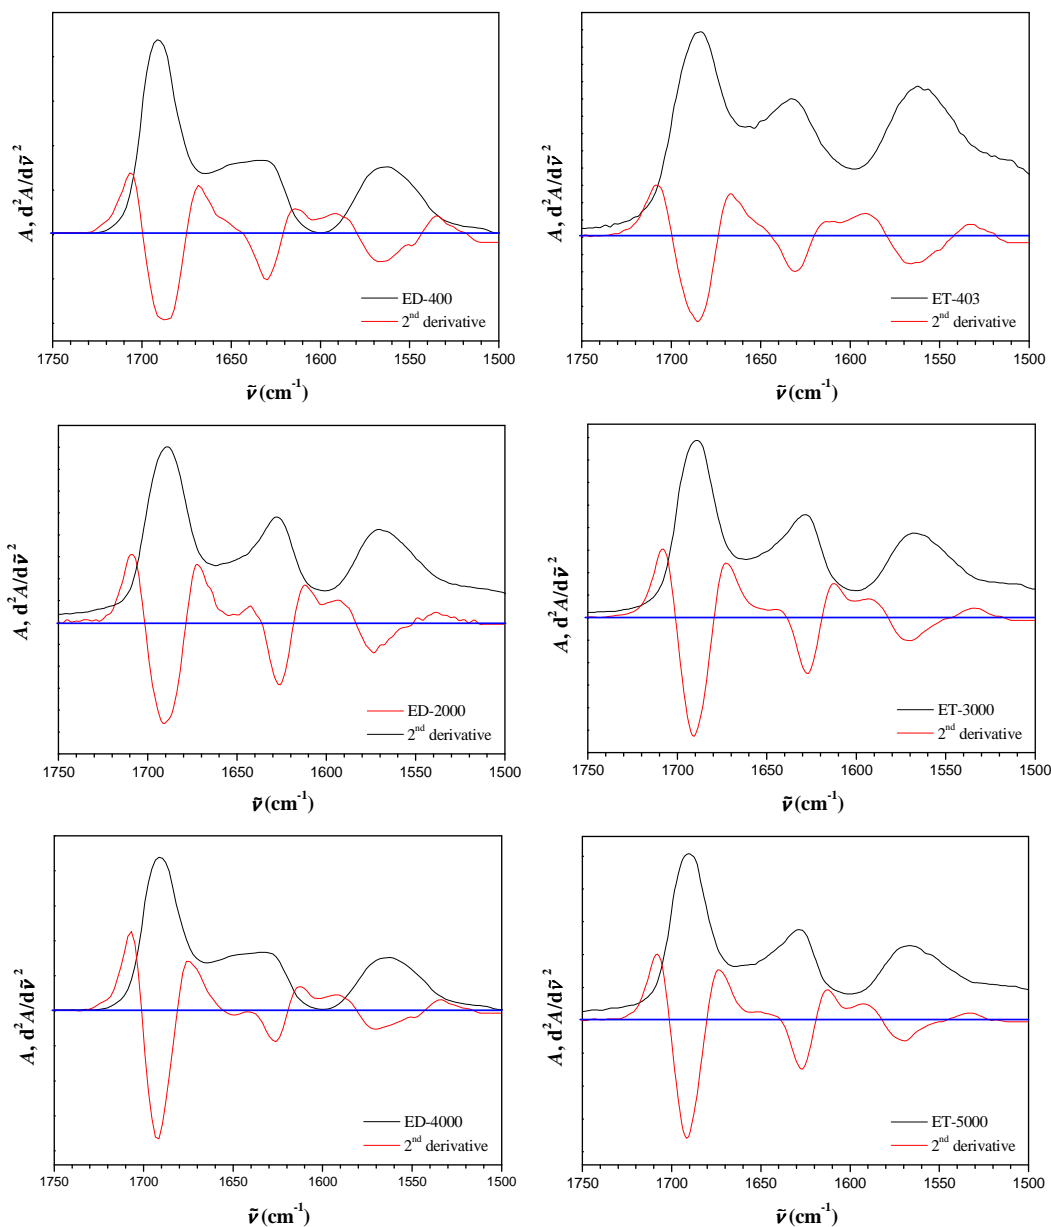 A, d²A/dν̃ ²
ED-400
2nd derivative
1750 1700 1650 1600 1550 1500
ν̃ (cm-1)
A, d²A/dν̃ ²
ET-403
2nd derivative
1750 1700 1650 1600 1550 1500
ν̃ (cm-1)
A, d²A/dν̃ ²
ED-2000
2nd derivative
1750 1700 1650 1600 1550 1500
ν̃ (cm-1)
A, d²A/dν̃ ²
ET-3000
2nd derivative
1750 1700 1650 1600 1550 1500
ν̃ (cm-1)
A, d²A/dν̃ ²
ED-4000
2nd derivative
1750 1700 1650 1600 1550 1500
ν̃ (cm-1)
A, d²A/dν̃ ²
ET-5000
2nd derivative
1750 1700 1650 1600 1550 1500
ν̃ (cm-1)